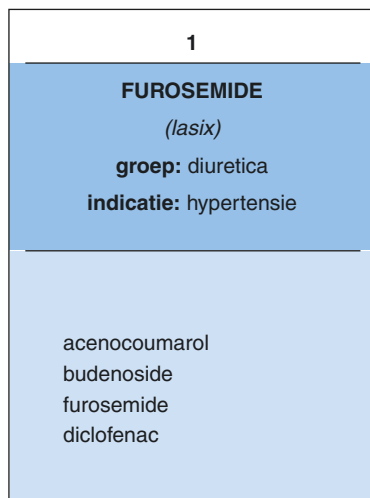 1
FUROSEMIDE
(lasix)
groep: diuretica
indicatie: hypertensie
acenocoumarol
budenoside
furosemide
diclofenac